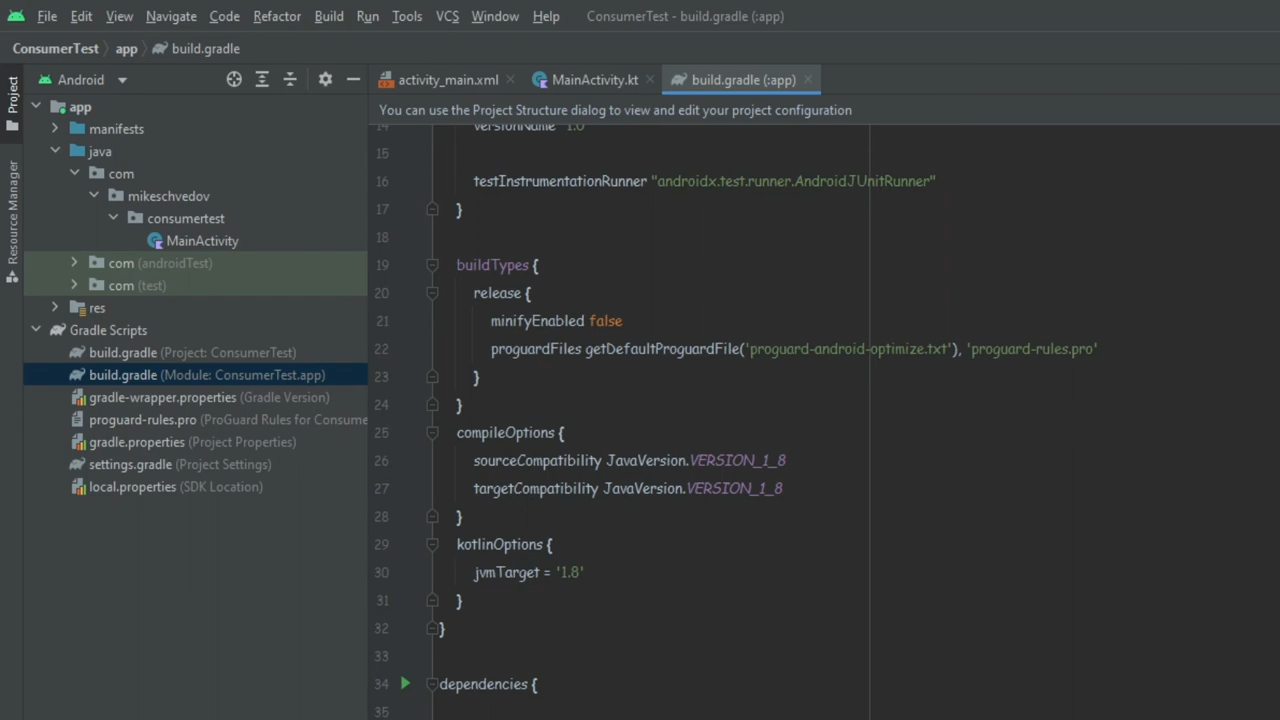 File Edit View Navigate Code Refactor Build Run Tools VCS Window Help ConsumerTest - build.gradle (:app)
ConsumerTest app build.gradle
Project
Resource Manager
Android
app
manifests
java
com
mikeschvedov
consumertest
MainActivity
com (androidTest)
com (test)
res
Gradle Scripts
build.gradle (Project: ConsumerTest)
build.gradle (Module: ConsumerTest.app)
gradle-wrapper.properties (Gradle Version)
proguard-rules.pro (ProGuard Rules for Consume
gradle.properties (Project Properties)
settings.gradle (Project Settings)
local.properties (SDK Location)
activity_main.xml MainActivity.kt build.gradle (:app)
You can use the Project Structure dialog to view and edit your project configuration
14 versionName "1.0"
15
16 testInstrumentationRunner "androidx.test.runner.AndroidJUnitRunner"
17 }
18
19 buildTypes {
20 release {
21 minifyEnabled false
22 proguardFiles getDefaultProguardFile('proguard-android-optimize.txt'), 'proguard-rules.pro'
23 }
24 }
25 compileOptions {
26 sourceCompatibility JavaVersion.VERSION_1_8
27 targetCompatibility JavaVersion.VERSION_1_8
28 }
29 kotlinOptions {
30 jvmTarget = '1.8'
31 }
32 }
33
34 dependencies {
35